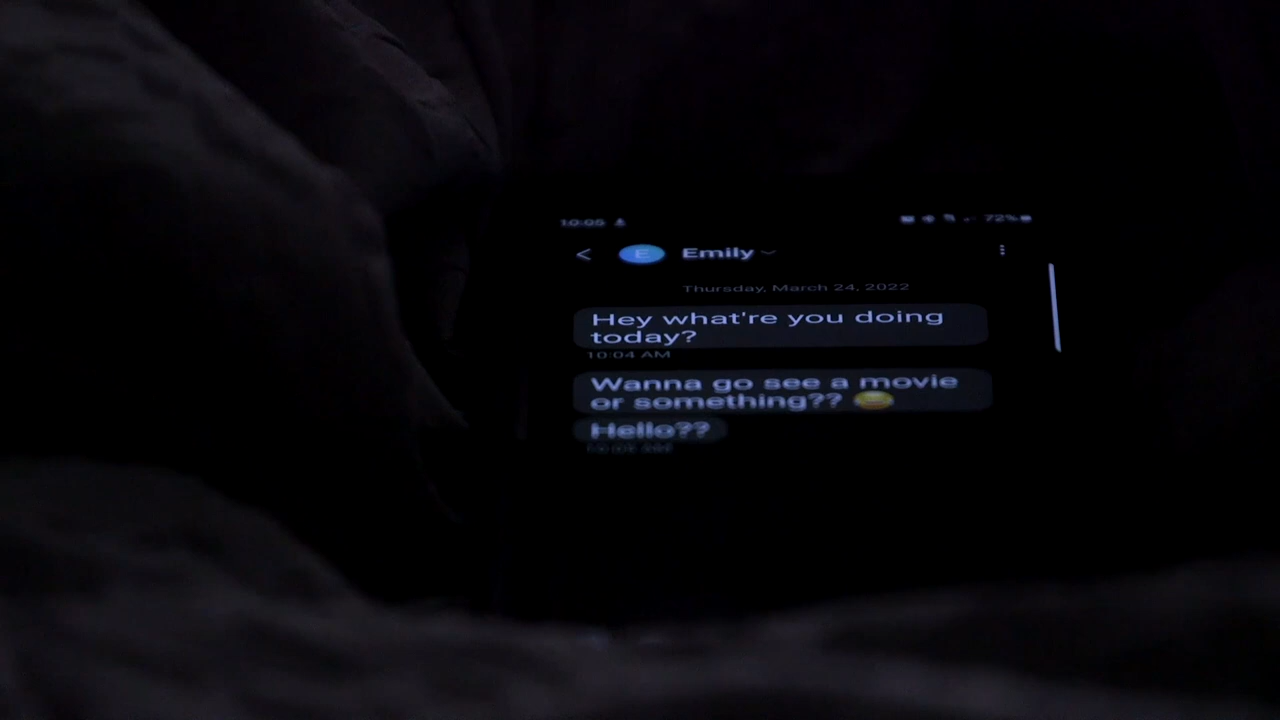 10:05
72%
<
E
Emily
Thursday, March 24, 2022
Hey what're you doing
today?
10:04 AM
Wanna go see a movie
or something?? 😂
Hello??